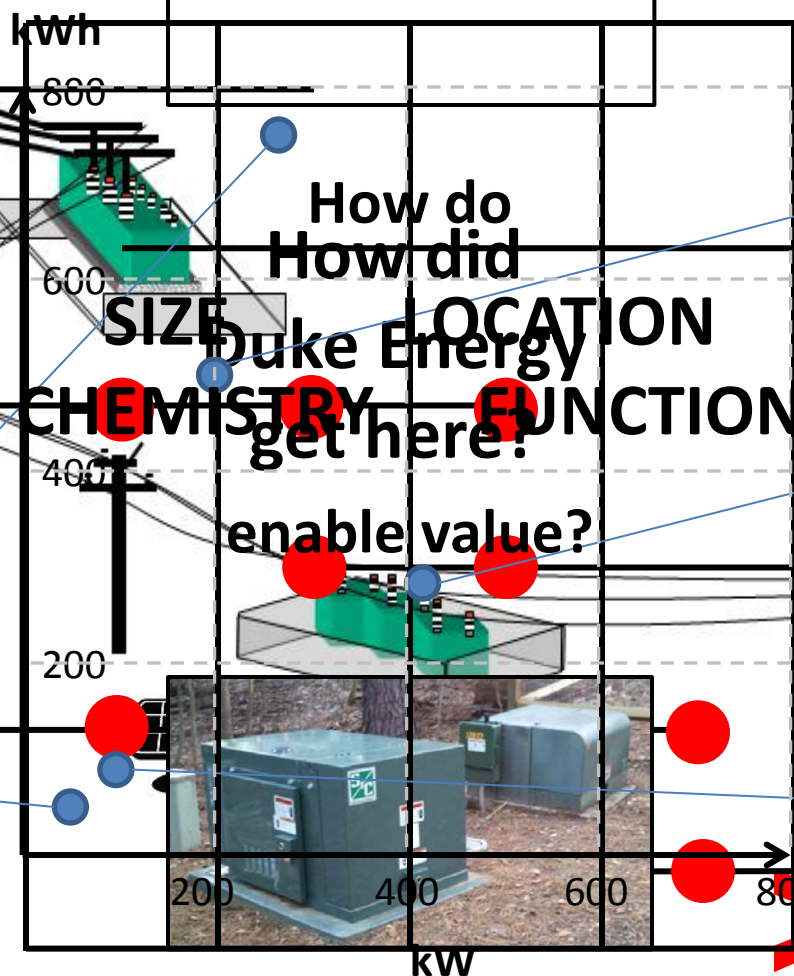 kWh
800
How do
How did
600
SIZE LOCATION
Duke Energy
CHEMISTRY FUNCTION
get here?
400
enable value?
200
S&C
200 400 600 80
kW